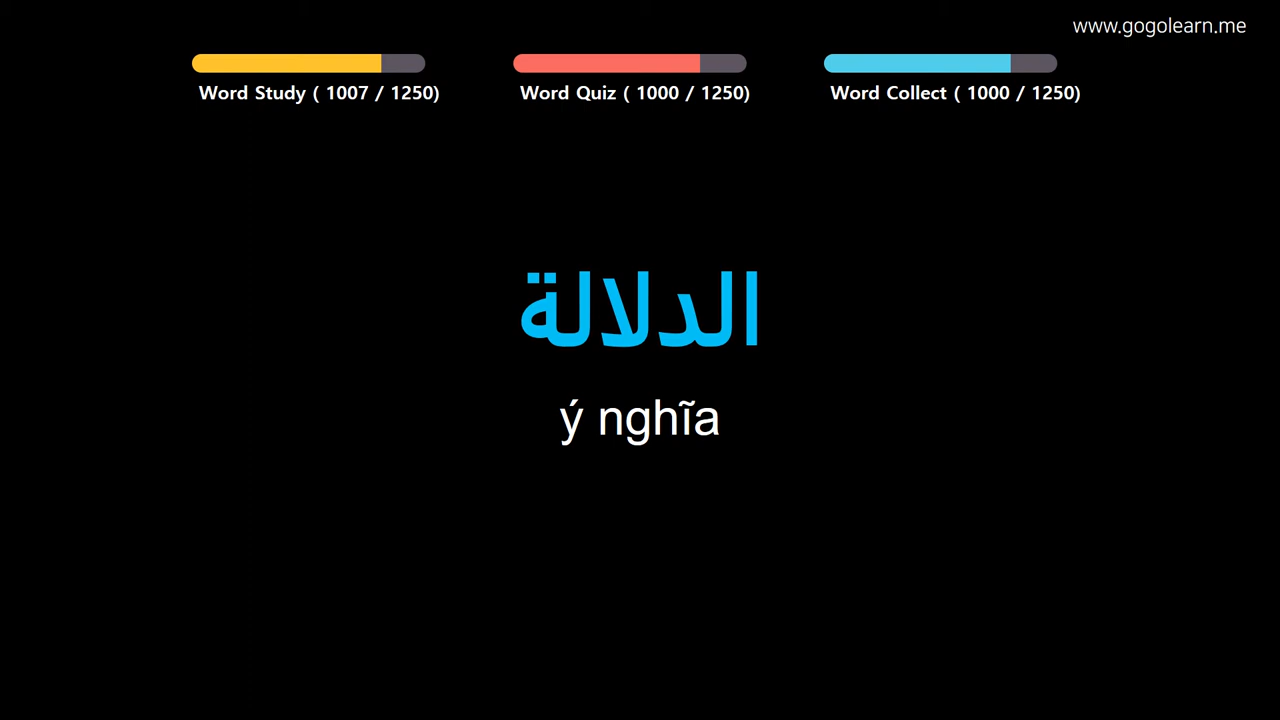 www.gogolearn.me
Word Study ( 1007 / 1250)
Word Quiz ( 1000 / 1250)
Word Collect ( 1000 / 1250)
الدلالة
ý nghĩa